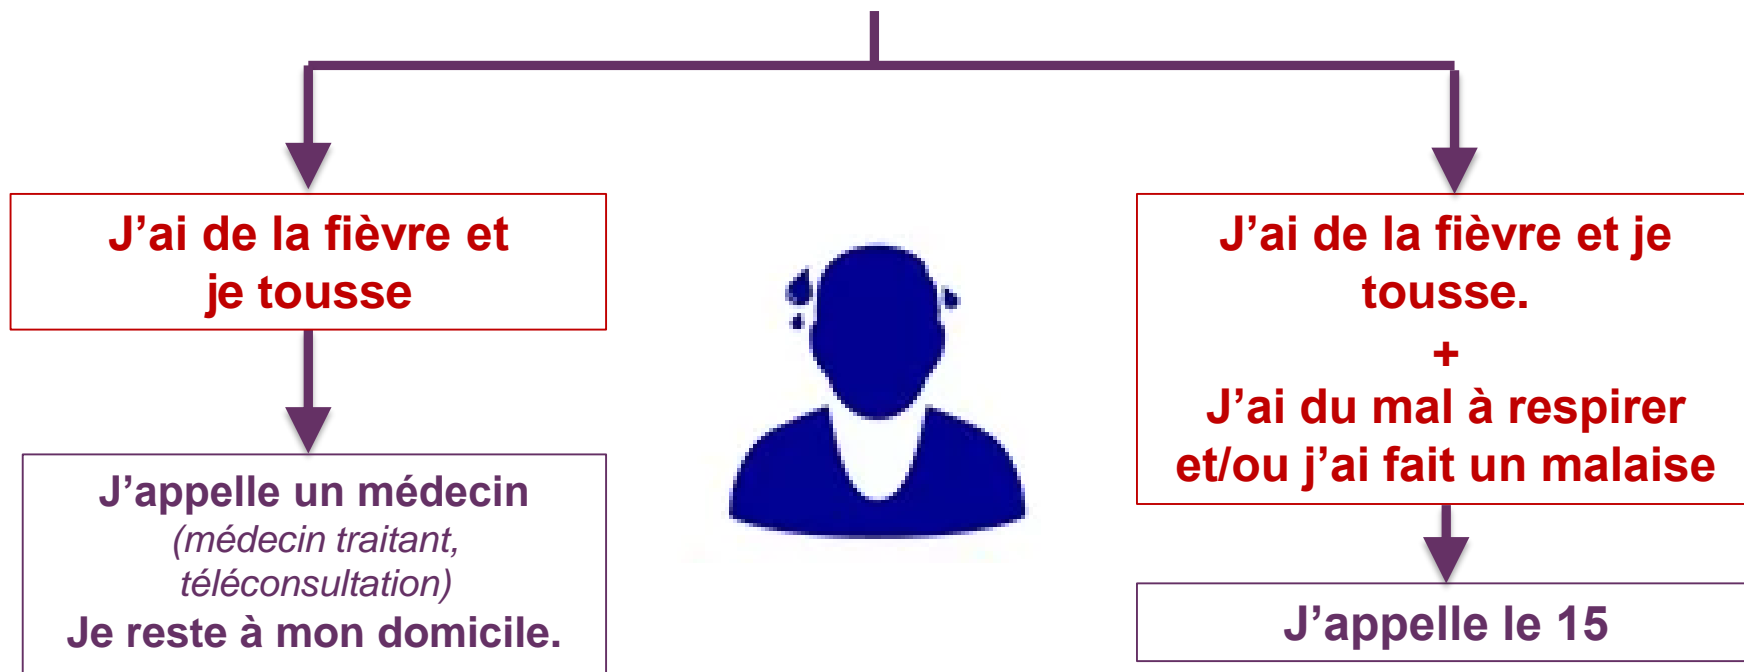 J’ai de la fièvre et
je tousse
J’appelle un médecin
(médecin traitant,
téléconsultation)
Je reste à mon domicile.
J’ai de la fièvre et je
tousse.
+
J’ai du mal à respirer
et/ou j’ai fait un malaise
J’appelle le 15